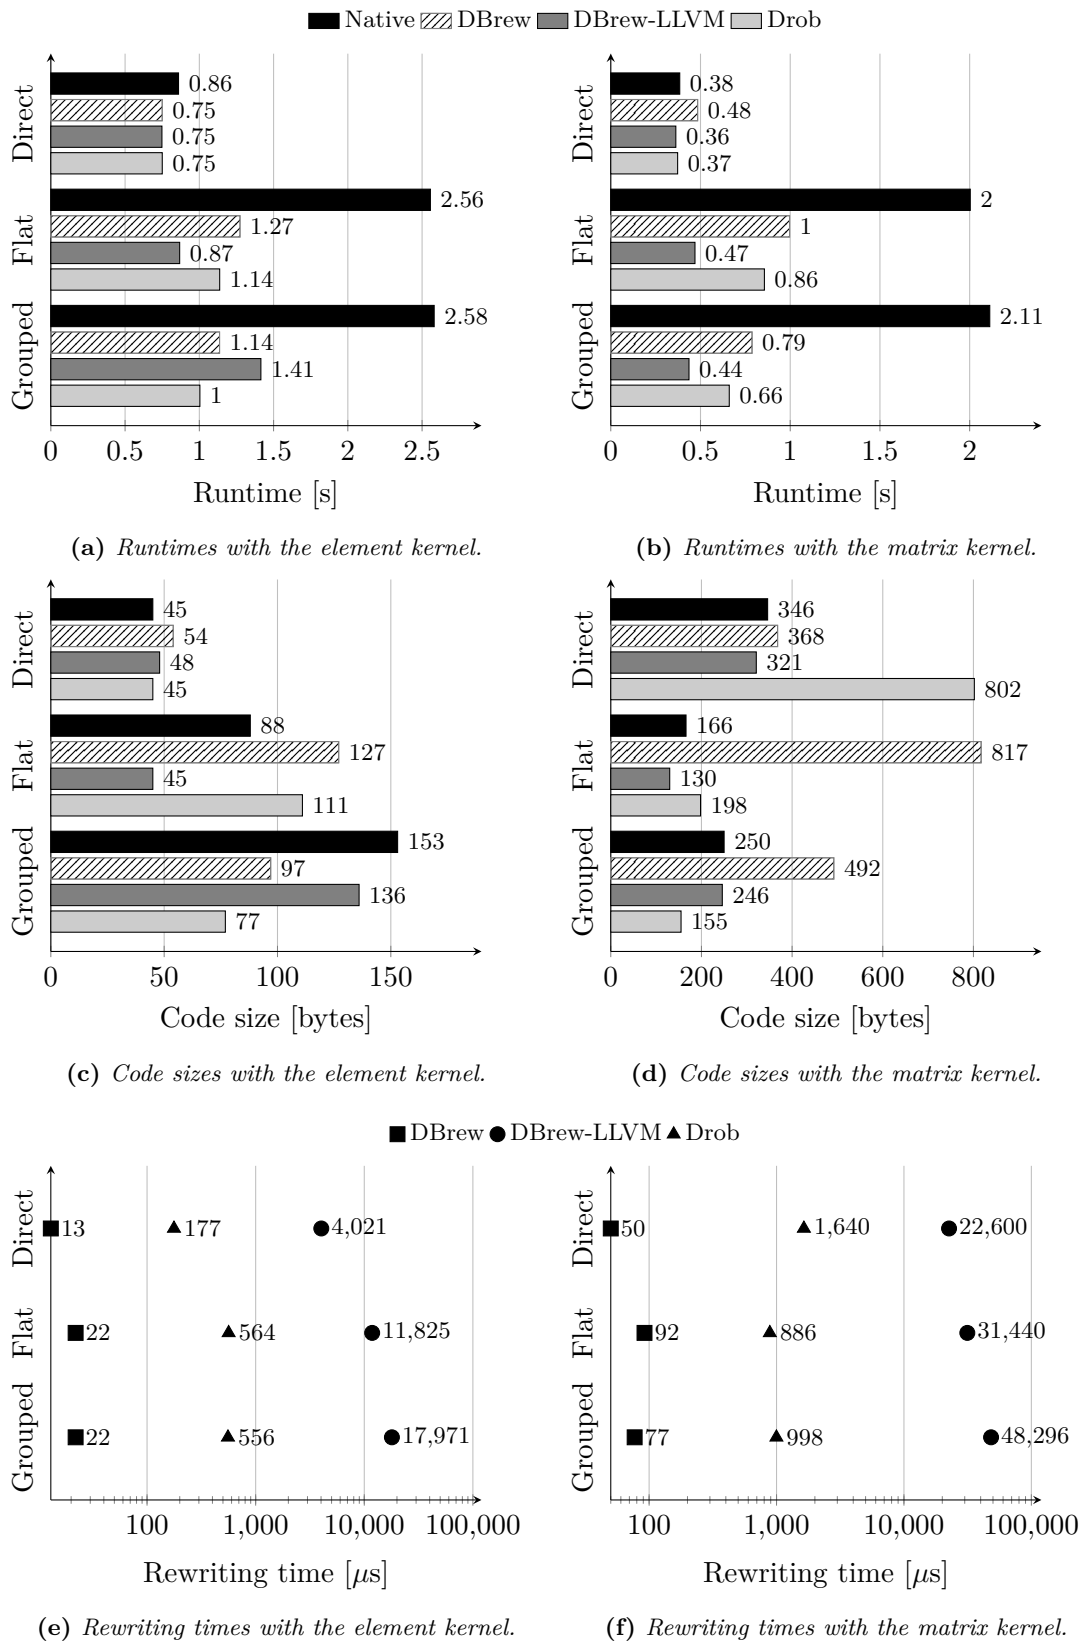 Native DBrew DBrew-LLVM Drob
Direct
0.86
0.75
0.75
0.75
Flat
2.56
1.27
0.87
1.14
Grouped
2.58
1.14
1.41
1
0 0.5 1 1.5 2 2.5
Runtime [s]
(a) Runtimes with the element kernel.
Direct
0.38
0.48
0.36
0.37
Flat
2
1
0.47
0.86
Grouped
2.11
0.79
0.44
0.66
0 0.5 1 1.5 2
Runtime [s]
(b) Runtimes with the matrix kernel.
Direct
45
54
48
45
Flat
88
127
45
111
Grouped
153
97
136
77
0 50 100 150
Code size [bytes]
(c) Code sizes with the element kernel.
Direct
346
368
321
802
Flat
166
817
130
198
Grouped
250
492
246
155
0 200 400 600 800
Code size [bytes]
(d) Code sizes with the matrix kernel.
DBrew DBrew-LLVM Drob
Direct
13 177 4,021
Flat
22 564 11,825
Grouped
22 556 17,971
100 1,000 10,000 100,000
Rewriting time [μs]
(e) Rewriting times with the element kernel.
Direct
50 1,640 22,600
Flat
92 886 31,440
Grouped
77 998 48,296
100 1,000 10,000 100,000
Rewriting time [μs]
(f) Rewriting times with the matrix kernel.